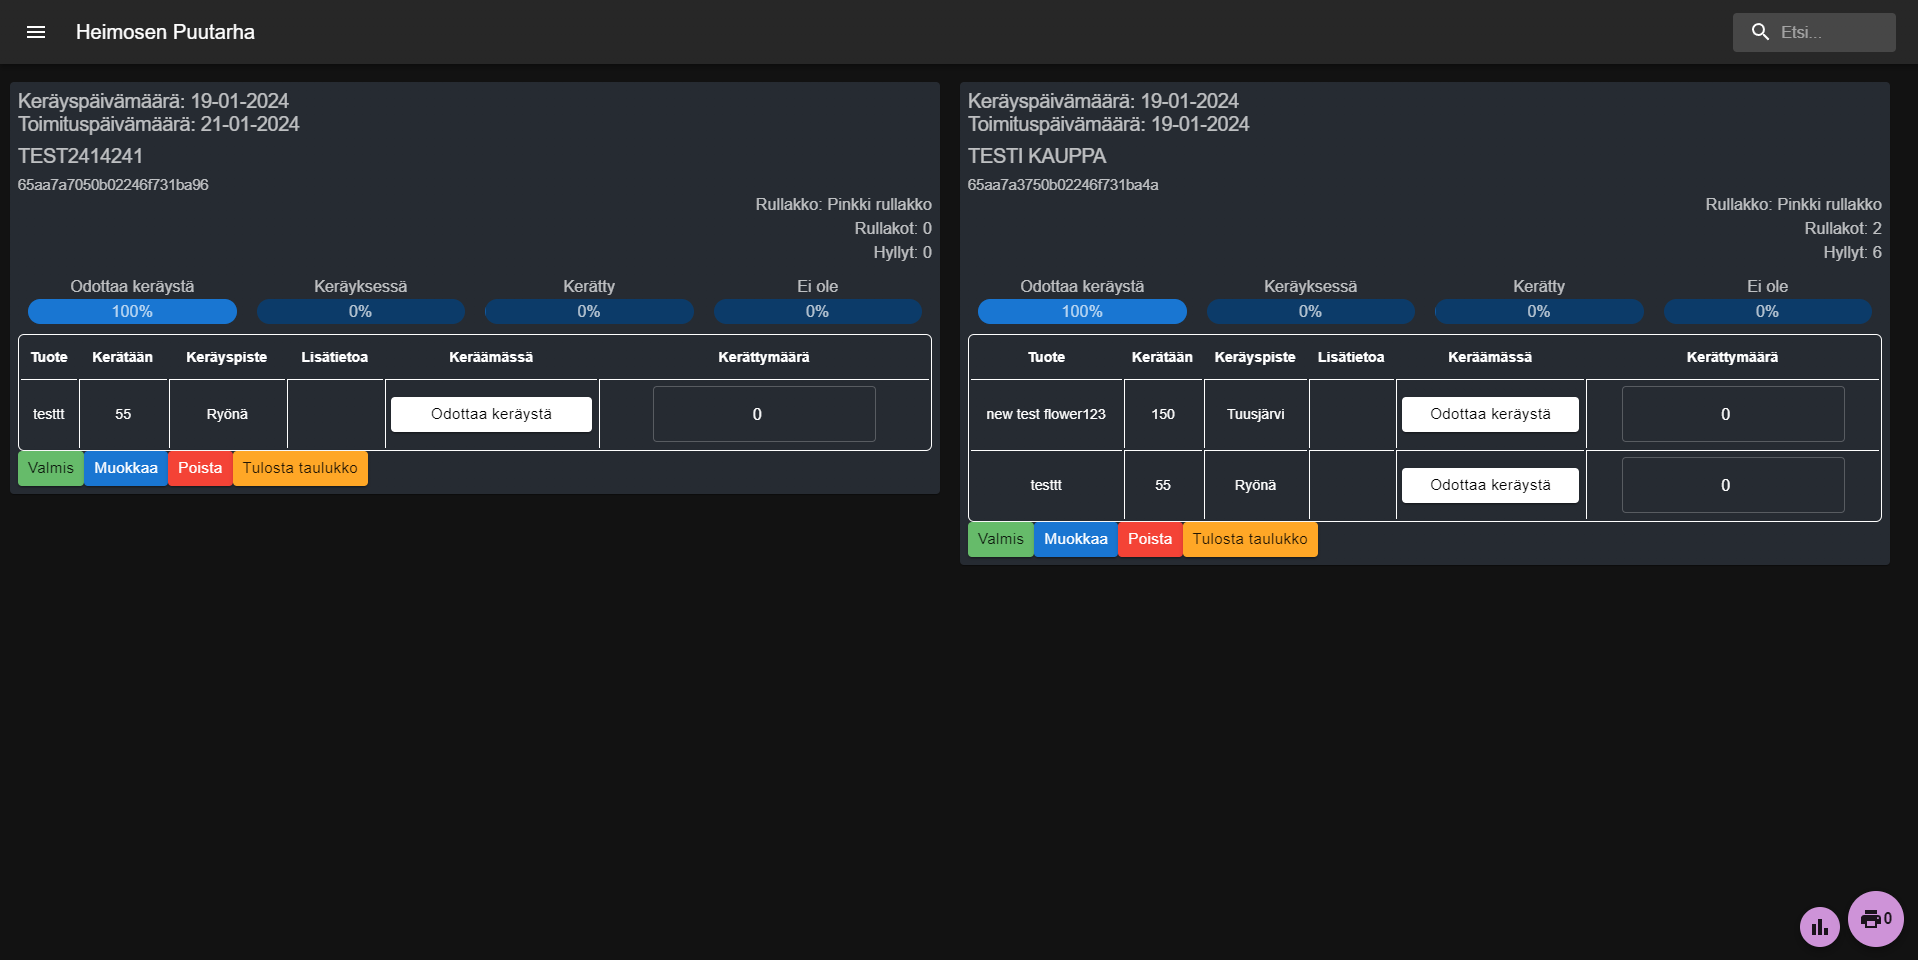 Heimosen Puutarha
Etsi...
Keräyspäivämäärä: 19-01-2024
Toimituspäivämäärä: 21-01-2024
TEST2414241
65aa7a7050b02246f731ba96
Rullakko: Pinkki rullakko
Rullakot: 0
Hyllyt: 0
Odottaa keräystä Keräyksessä Kerätty Ei ole
100% 0% 0% 0%
Tuote Kerätään Keräyspiste Lisätietoa Keräämässä Kerättymäärä
testtt 55 Ryönä Odottaa keräystä 0
Valmis Muokkaa Poista Tulosta taulukko
Keräyspäivämäärä: 19-01-2024
Toimituspäivämäärä: 19-01-2024
TESTI KAUPPA
65aa7a3750b02246f731ba4a
Rullakko: Pinkki rullakko
Rullakot: 2
Hyllyt: 6
Odottaa keräystä Keräyksessä Kerätty Ei ole
100% 0% 0% 0%
Tuote Kerätään Keräyspiste Lisätietoa Keräämässä Kerättymäärä
new test flower123 150 Tuusjärvi Odottaa keräystä 0
testtt 55 Ryönä Odottaa keräystä 0
Valmis Muokkaa Poista Tulosta taulukko
0